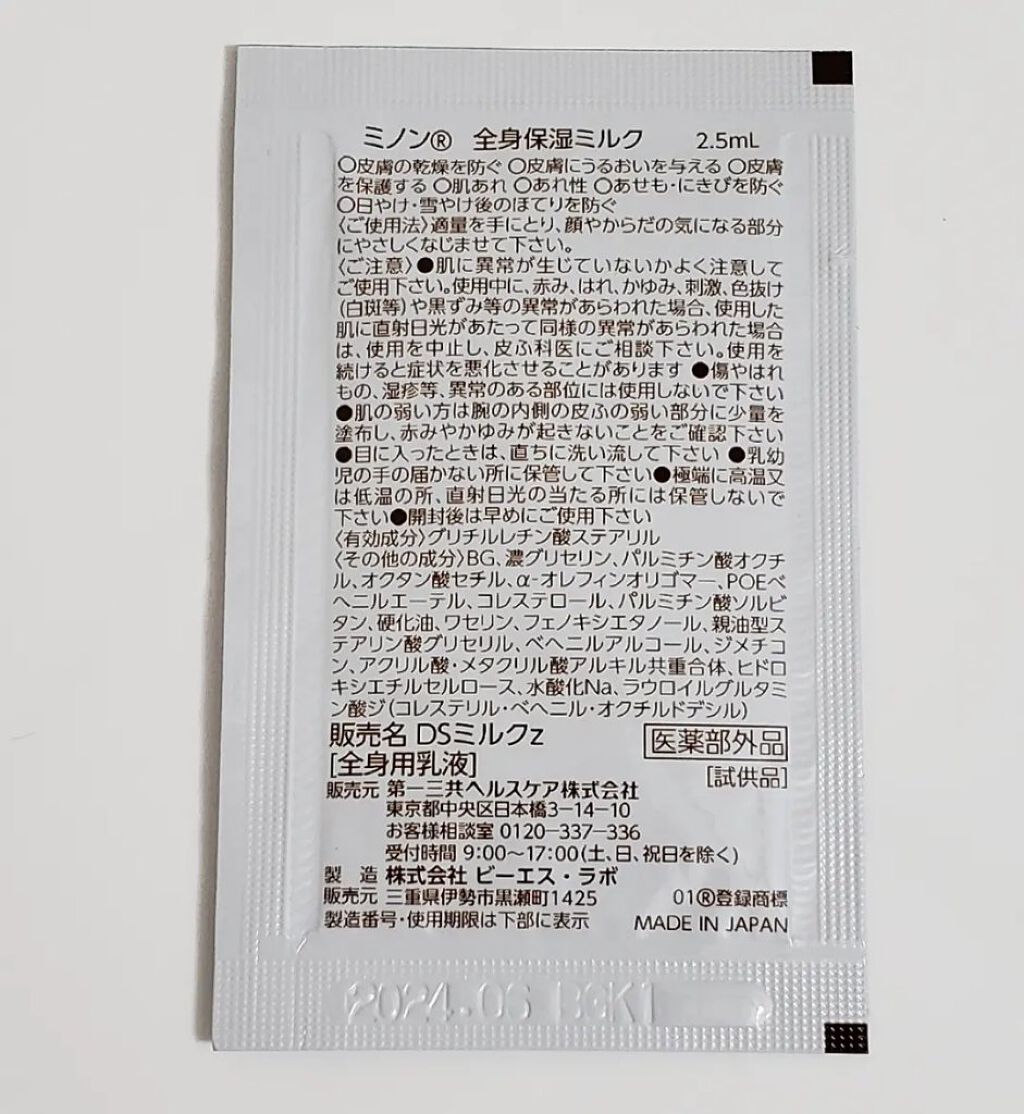 ミノン® 全身保湿ミルク 2.5mL
○皮膚の乾燥を防ぐ ○皮膚にうるおいを与える ○皮膚
を保護する ○肌あれ ○あれ性 ○あせも・にきびを防ぐ
○日やけ・雪やけ後のほてりを防ぐ
〈ご使用法〉適量を手にとり、顔やからだの気になる部分
にやさしくなじませて下さい。
〈ご注意〉●肌に異常が生じていないかよく注意して
ご使用下さい。使用中に、赤み、はれ、かゆみ、刺激、色抜け
(白斑等)や黒ずみ等の異常があらわれた場合、使用した
肌に直射日光があたって同様の異常があらわれた場合
は、使用を中止し、皮ふ科医にご相談下さい。使用を
続けると症状を悪化させることがあります ●傷やはれ
もの、湿疹等、異常のある部位には使用しないで下さい
●肌の弱い方は腕の内側の皮ふの弱い部分に少量を
塗布し、赤みやかゆみが起きないことをご確認下さい
●目に入ったときは、直ちに洗い流して下さい ●乳幼
児の手の届かない所に保管して下さい●極端に高温又
は低温の所、直射日光の当たる所には保管しないで
下さい●開封後は早めにご使用下さい
〈有効成分〉グリチルレチン酸ステアリル
〈その他の成分〉BG、濃グリセリン、パルミチン酸オクチ
ル、オクタン酸セチル、α-オレフィンオリゴマー、POEベ
ヘニルエーテル、コレステロール、パルミチン酸ソルビ
タン、硬化油、ワセリン、フェノキシエタノール、親油型ス
テアリン酸グリセリル、ベヘニルアルコール、ジメチコ
ン、アクリル酸・メタクリル酸アルキル共重合体、ヒドロ
キシエチルセルロース、水酸化Na、ラウロイルグルタミ
ン酸ジ(コレステリル・ベヘニル・オクチルドデシル)
販売名 DSミルクz 医薬部外品
[全身用乳液] [試供品]
販売元 第一三共ヘルスケア株式会社
東京都中央区日本橋3-14-10
お客様相談室 0120-337-336
受付時間 9:00〜17:00(土、日、祝日を除く)
製造 株式会社 ビーエス・ラボ
販売元 三重県伊勢市黒瀬町1425 01®登録商標
製造番号・使用期限は下部に表示 MADE IN JAPAN
2024.06 BGK1